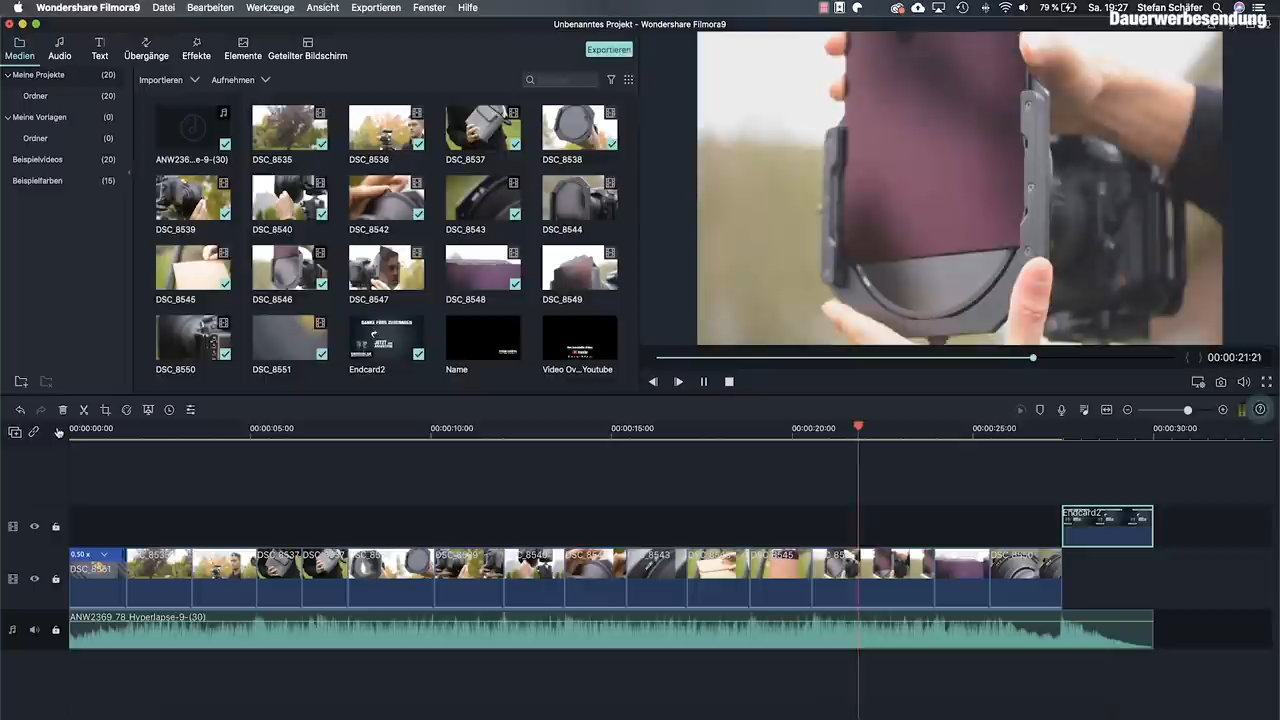 Wondershare Filmora9 Datei Bearbeiten Werkzeuge Ansicht Exportieren Fenster Hilfe 79 % Sa. 19:27 Stefan Schäfer
Dauerwerbesendung
Unbenanntes Projekt - Wondershare Filmora9
Medien Audio Text Übergänge Effekte Elemente Geteilter Bildschirm
Exportieren
Meine Projekte (20)
Ordner (20)
Meine Vorlagen (0)
Ordner (0)
Beispielvideos (20)
Beispielfarben (15)
Importieren Aufnehmen
ANW236...e-9-(30) DSC_8535 DSC_8536 DSC_8537 DSC_8538
DSC_8539 DSC_8540 DSC_8542 DSC_8543 DSC_8544
DSC_8545 DSC_8546 DSC_8547 DSC_8548 DSC_8549
DSC_8550 DSC_8551 Endcard2 Name Video Ov...Youtube
00:00:21:21
00:00:00:00 00:00:05:00 00:00:10:00 00:00:15:00 00:00:20:00 00:00:25:00 00:00:30:00
Endcard2
0.50 x
DSC_8537
ANW2369_78_Hyperlapse-9-(30)